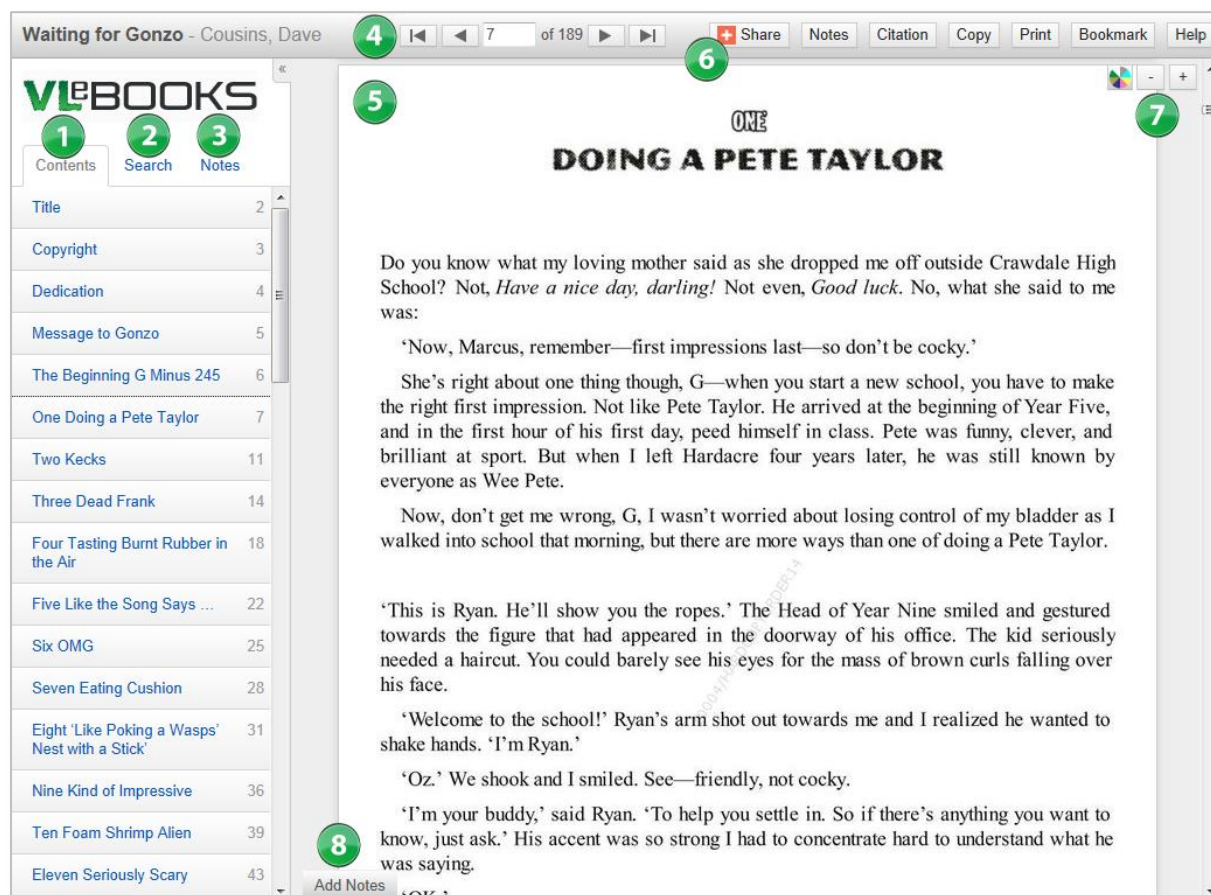 Waiting for Gonzo - Cousins, Dave
4
7
of 189
Share
Notes
Citation
Copy
Print
Bookmark
Help
6
«
VLeBOOKS
1
2
3
Contents
Search
Notes
Title 2
Copyright 3
Dedication 4
Message to Gonzo 5
The Beginning G Minus 245 6
One Doing a Pete Taylor 7
Two Kecks 11
Three Dead Frank 14
Four Tasting Burnt Rubber in 18
the Air
Five Like the Song Says ... 22
Six OMG 25
Seven Eating Cushion 28
Eight ‘Like Poking a Wasps’ 31
Nest with a Stick’
Nine Kind of Impressive 36
Ten Foam Shrimp Alien 39
Eleven Seriously Scary 43
5
-
+
7
ONE
DOING A PETE TAYLOR
Do you know what my loving mother said as she dropped me off outside Crawdale High
School? Not, Have a nice day, darling! Not even, Good luck. No, what she said to me
was:
‘Now, Marcus, remember—first impressions last—so don’t be cocky.’
She’s right about one thing though, G—when you start a new school, you have to make
the right first impression. Not like Pete Taylor. He arrived at the beginning of Year Five,
and in the first hour of his first day, peed himself in class. Pete was funny, clever, and
brilliant at sport. But when I left Hardacre four years later, he was still known by
everyone as Wee Pete.
Now, don’t get me wrong, G, I wasn’t worried about losing control of my bladder as I
walked into school that morning, but there are more ways than one of doing a Pete Taylor.
‘This is Ryan. He’ll show you the ropes.’ The Head of Year Nine smiled and gestured
towards the figure that had appeared in the doorway of his office. The kid seriously
needed a haircut. You could barely see his eyes for the mass of brown curls falling over
his face.
‘Welcome to the school!’ Ryan’s arm shot out towards me and I realized he wanted to
shake hands. ‘I’m Ryan.’
‘Oz.’ We shook and I smiled. See—friendly, not cocky.
‘I’m your buddy,’ said Ryan. ‘To help you settle in. So if there’s anything you want to
know, just ask.’ His accent was so strong I had to concentrate hard to understand what he
was saying.
8
Add Notes
‘OK.’